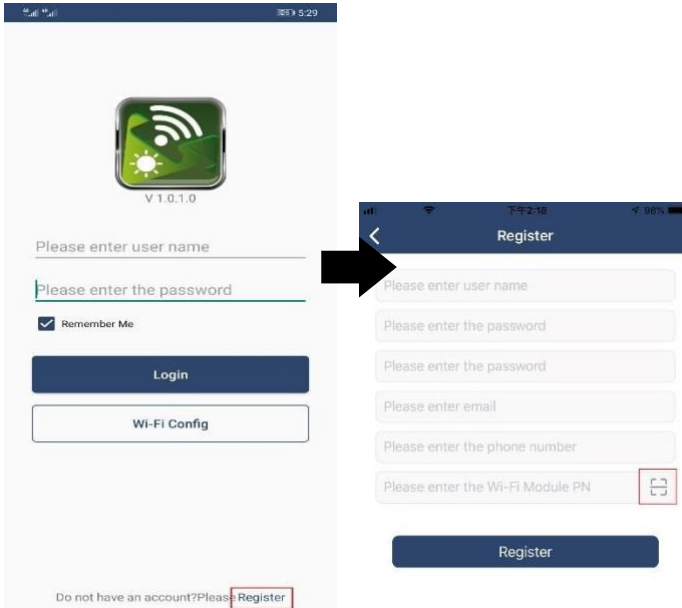 5:29
V 1.0.1.0
Please enter user name
Please enter the password
Remember Me
Login
Wi-Fi Config
Do not have an account?Please Register
下午2:18
98%
Register
Please enter user name
Please enter the password
Please enter the password
Please enter email
Please enter the phone number
Please enter the Wi-Fi Module PN
Register